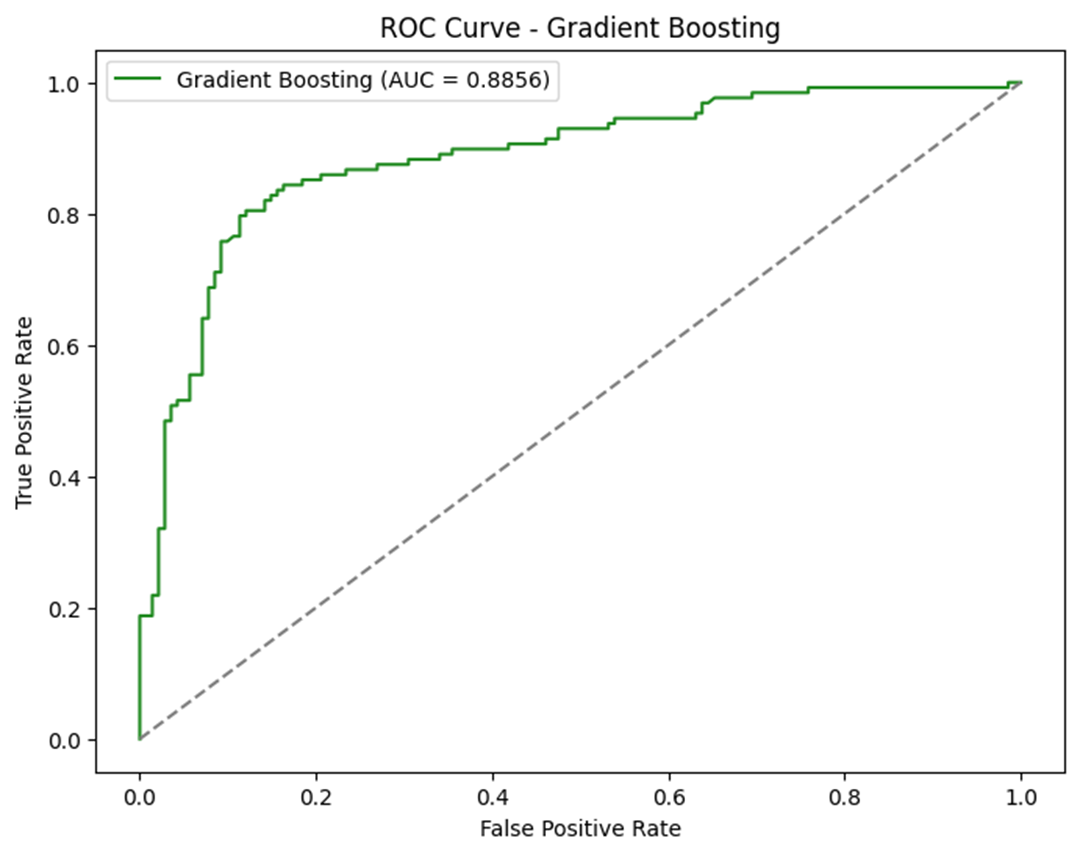 ROC Curve - Gradient Boosting
Gradient Boosting (AUC = 0.8856)
1.0
0.8
0.6
0.4
0.2
0.0
True Positive Rate
0.0 0.2 0.4 0.6 0.8 1.0
False Positive Rate